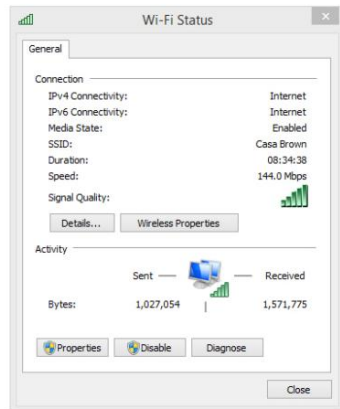 Wi-Fi Status
General
Connection
IPv4 Connectivity: Internet
IPv6 Connectivity: Internet
Media State: Enabled
SSID: Casa Brown
Duration: 08:34:38
Speed: 144.0 Mbps
Signal Quality:
Details... Wireless Properties
Activity
Sent Received
Bytes: 1,027,054 1,571,775
Properties Disable Diagnose
Close